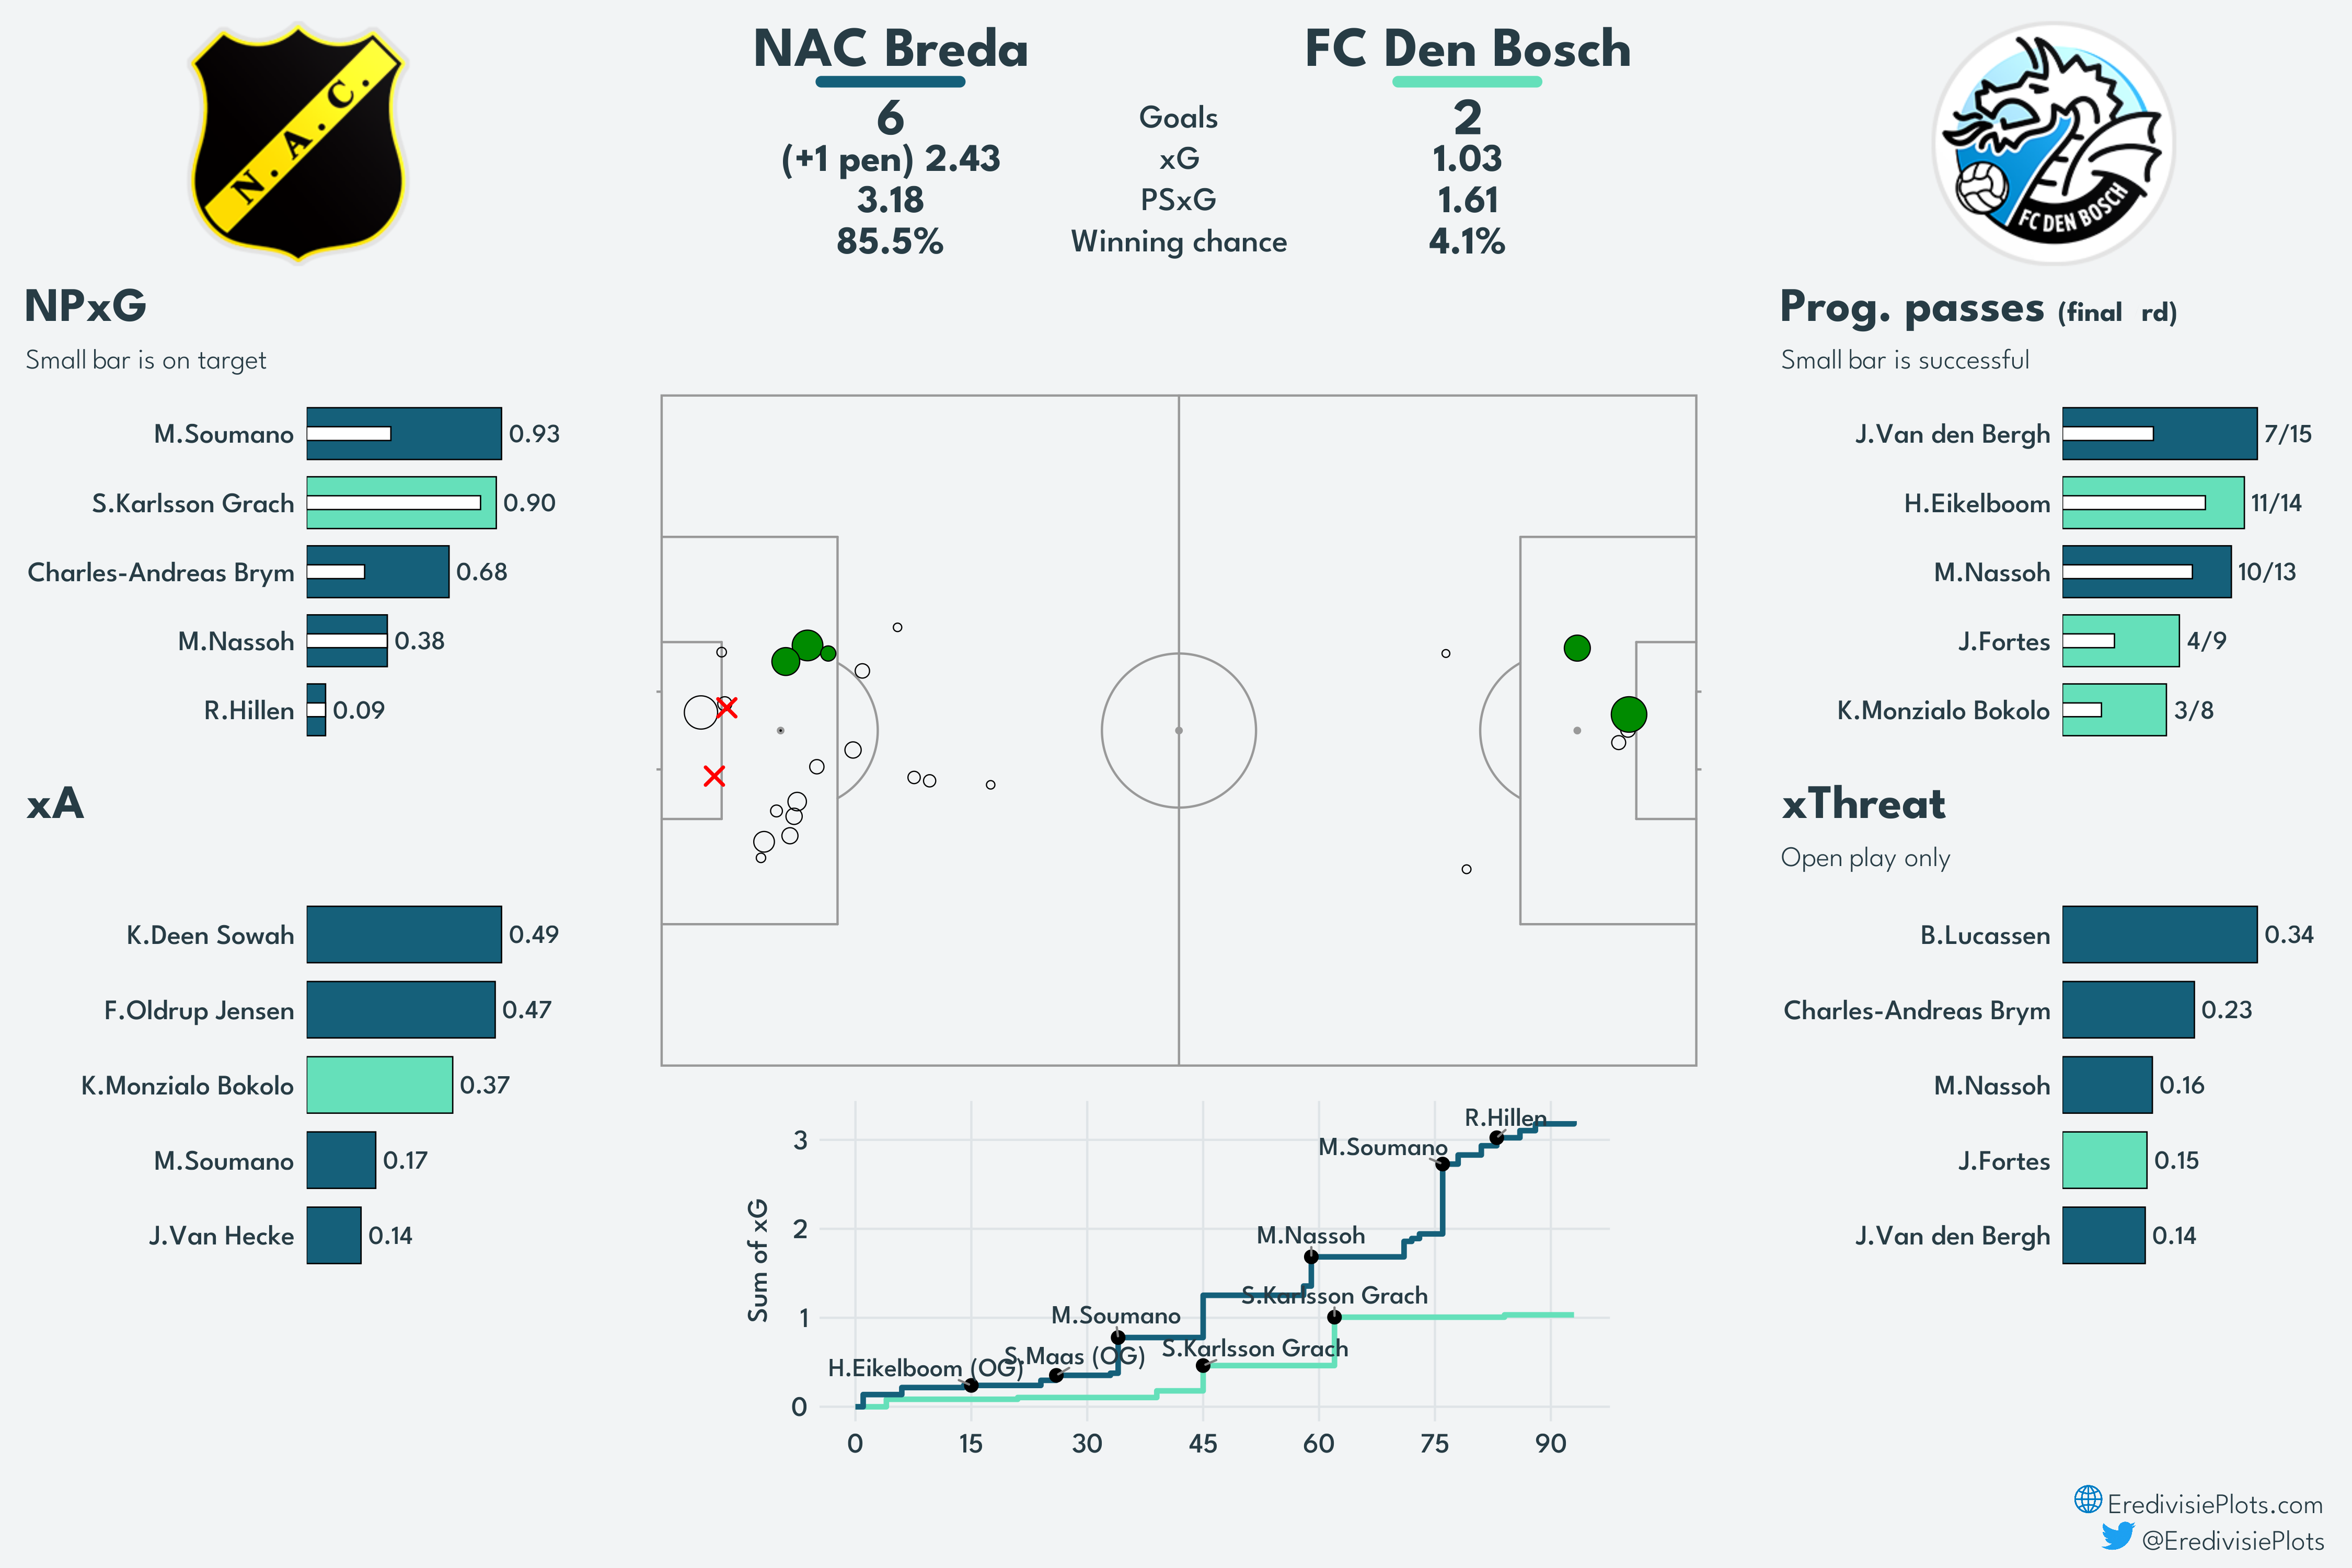 N.A.C.
NAC Breda
FC Den Bosch
6 Goals 2
(+1 pen) 2.43 xG 1.03
3.18 PSxG 1.61
85.5% Winning chance 4.1%
FC DEN BOSCH
NPxG
Small bar is on target
M.Soumano 0.93
S.Karlsson Grach 0.90
Charles-Andreas Brym 0.68
M.Nassoh 0.38
R.Hillen 0.09
xA
K.Deen Sowah 0.49
F.Oldrup Jensen 0.47
K.Monzialo Bokolo 0.37
M.Soumano 0.17
J.Van Hecke 0.14
Prog. passes (final rd)
Small bar is successful
J.Van den Bergh 7/15
H.Eikelboom 11/14
M.Nassoh 10/13
J.Fortes 4/9
K.Monzialo Bokolo 3/8
xThreat
Open play only
B.Lucassen 0.34
Charles-Andreas Brym 0.23
M.Nassoh 0.16
J.Fortes 0.15
J.Van den Bergh 0.14
Sum of xG
3
2
1
0
R.Hillen
M.Soumano
M.Nassoh
S.Karlsson Grach
M.Soumano
S.Karlsson Grach
S.Maas (OG)
H.Eikelboom (OG)
0 15 30 45 60 75 90
EredivisiePlots.com
@EredivisiePlots